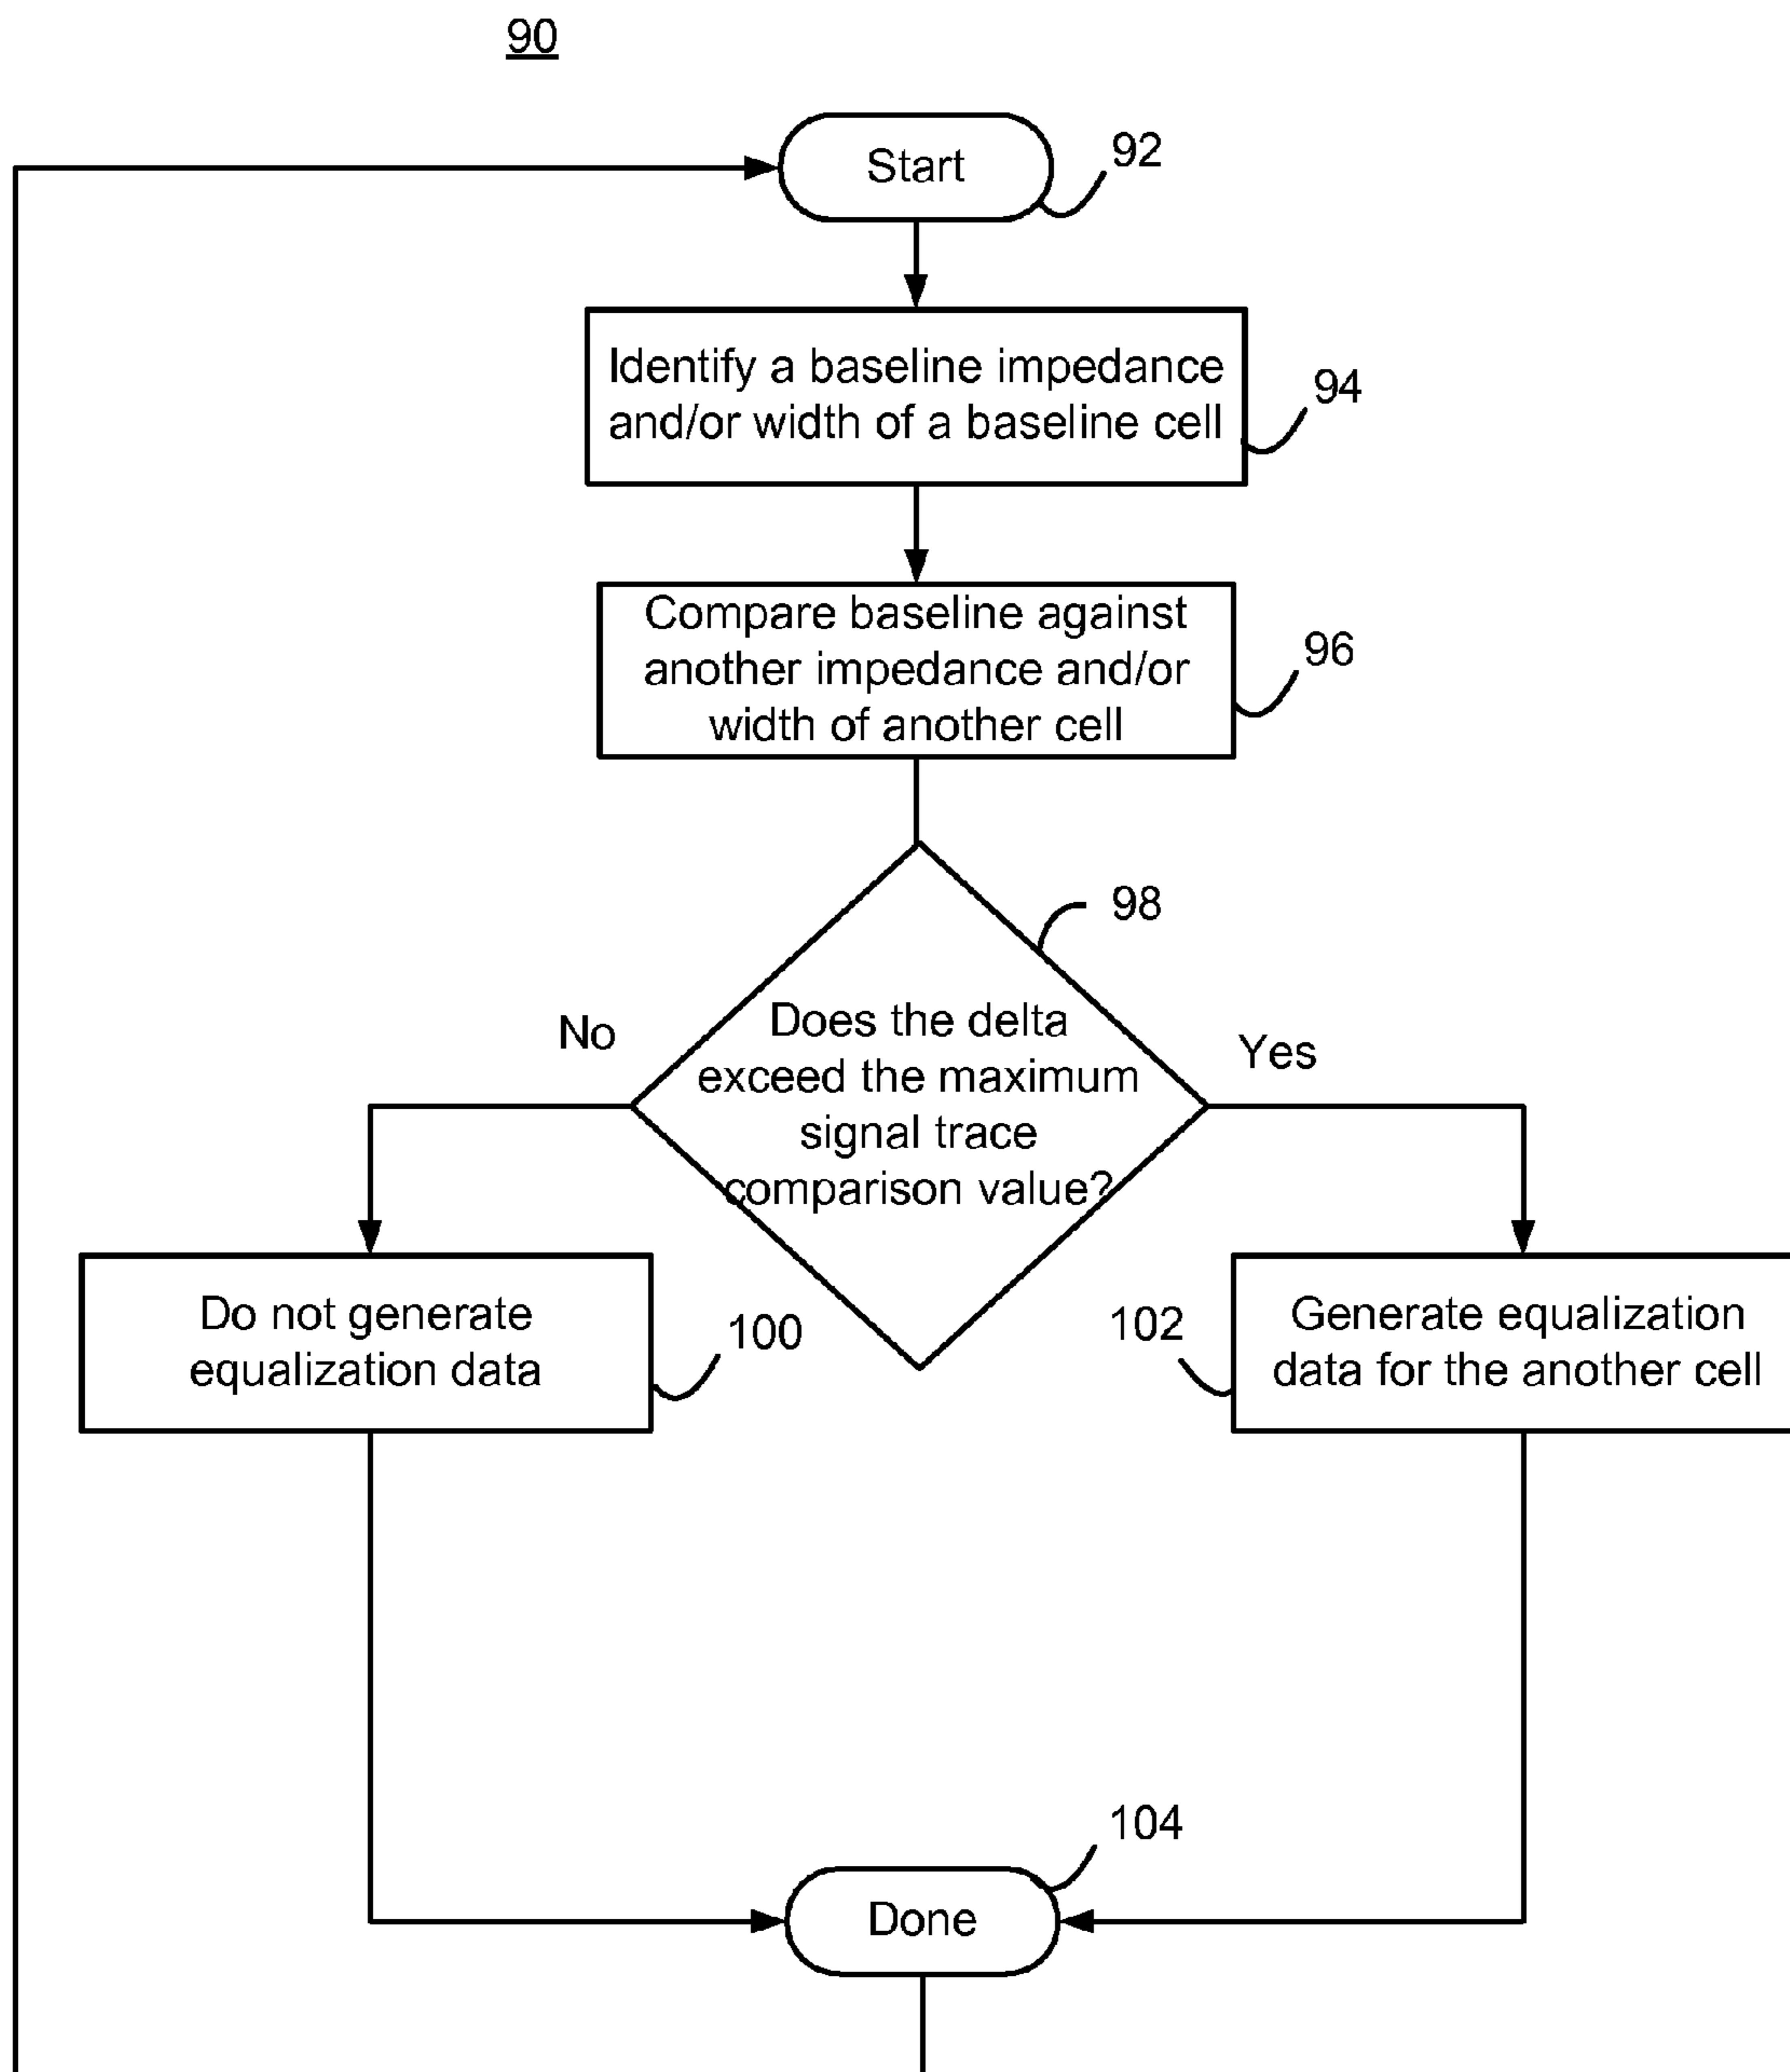 90
Start
92
Identify a baseline impedance
and/or width of a baseline cell
94
Compare baseline against
another impedance and/or
width of another cell
96
98
Does the delta
exceed the maximum
signal trace
comparison value?
No
Yes
Do not generate
equalization data
100
102
Generate equalization
data for the another cell
104
Done